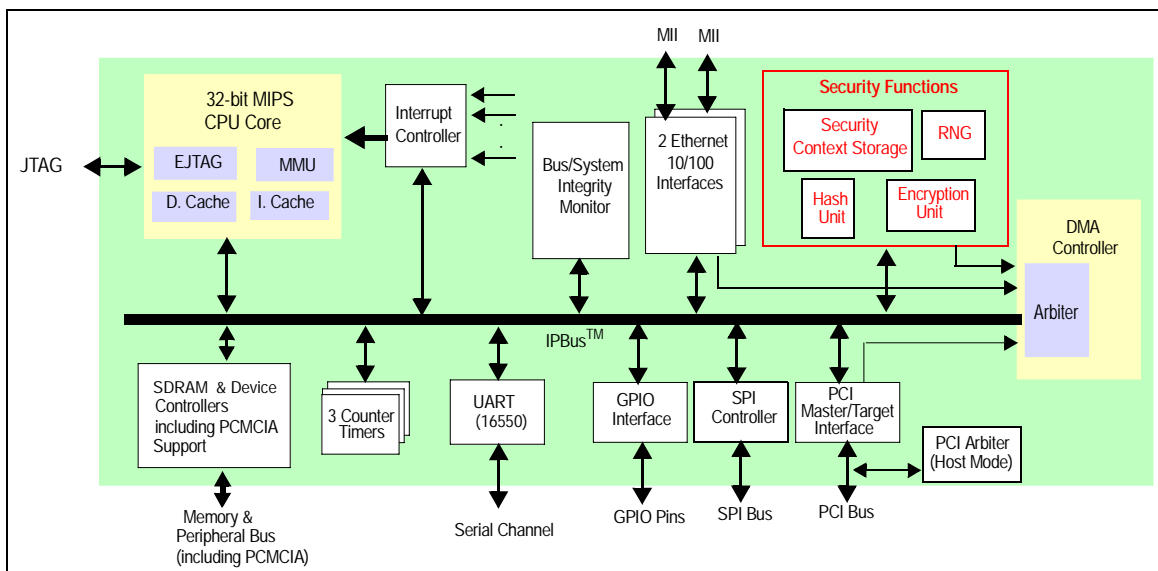 MII
MII
32-bit MIPS
CPU Core
EJTAG
MMU
D. Cache
I. Cache
JTAG
Interrupt
Controller
Bus/System
Integrity
Monitor
2 Ethernet
10/100
Interfaces
Security Functions
Security
Context Storage
RNG
Hash
Unit
Encryption
Unit
DMA
Controller
Arbiter
IPBus™
SDRAM & Device
Controllers
including PCMCIA
Support
3 Counter
Timers
UART
(16550)
GPIO
Interface
SPI
Controller
PCI
Master/Target
Interface
PCI Arbiter
(Host Mode)
Memory &
Peripheral Bus
(including PCMCIA)
Serial Channel
GPIO Pins
SPI Bus
PCI Bus